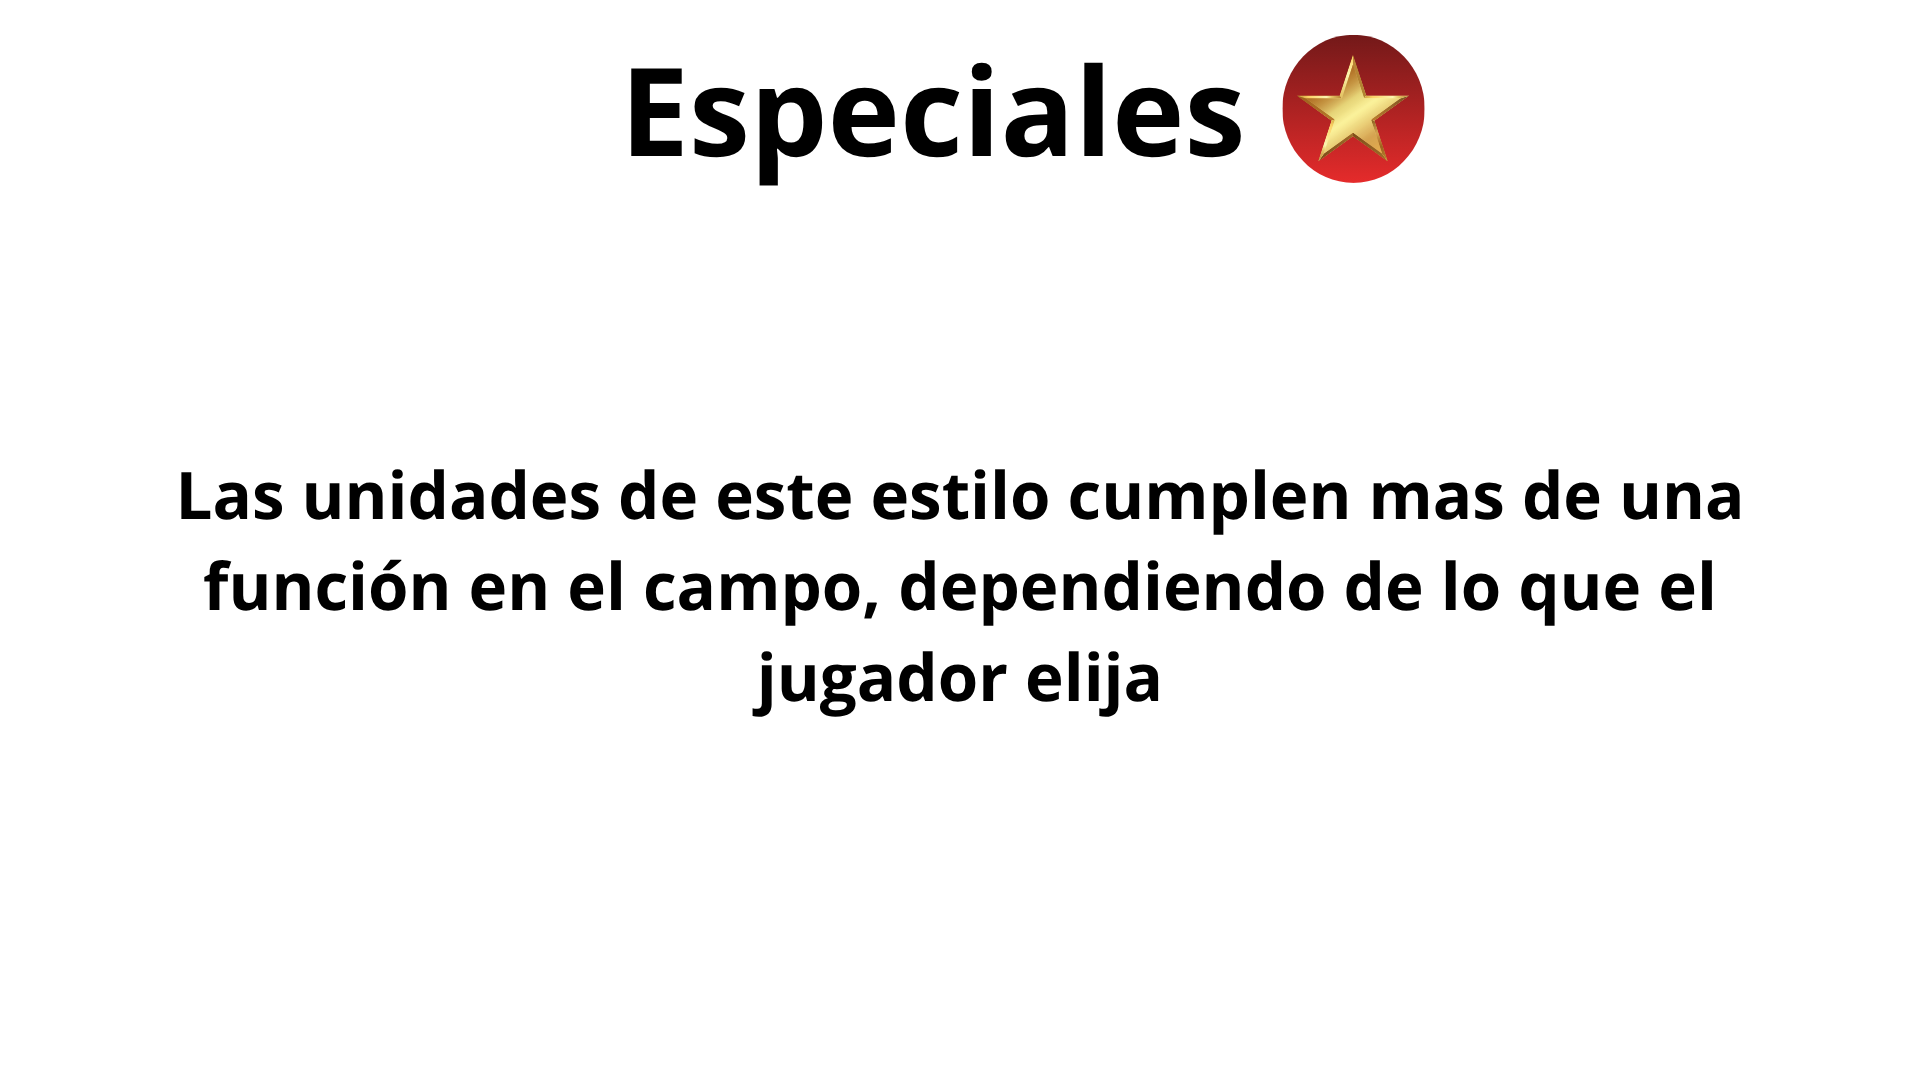 Especiales
Las unidades de este estilo cumplen mas de una
función en el campo, dependiendo de lo que el
jugador elija